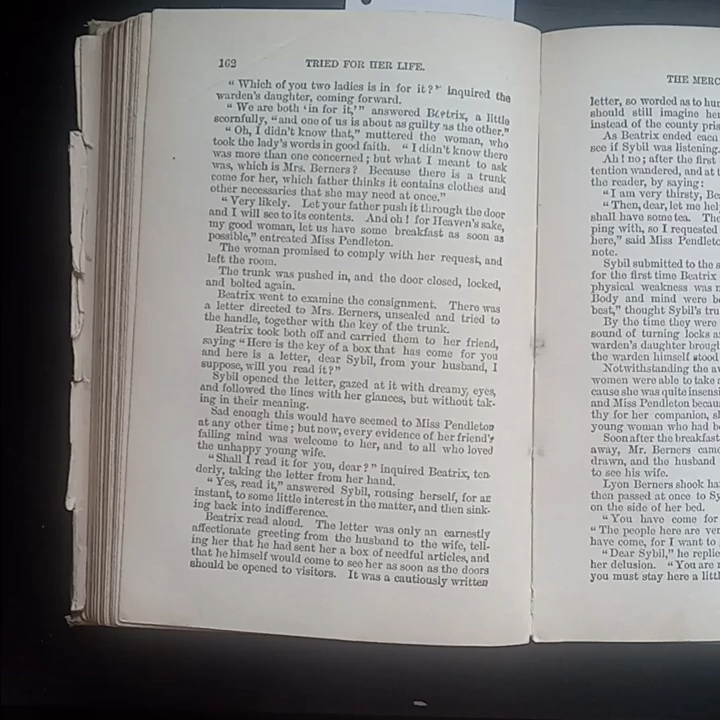 162 TRIED FOR HER LIFE.
“Which of you two ladies is in for it?” inquired the
warden's daughter, coming forward.
“We are both ‘in for it,’” answered Beatrix, a little
scornfully, “and one of us is about as guilty as the other.”
“Oh, I didn't know that,” muttered the woman, who
took the lady's words in good faith. “I didn't know there
was more than one concerned; but what I meant to ask
was, which is Mrs. Berners? Because there is a trunk
come for her, which father thinks it contains clothes and
other necessaries that she may need at once.”
“Very likely. Let your father push it through the door
and I will see to its contents. And oh! for Heaven's sake,
my good woman, let us have some breakfast as soon as
possible,” entreated Miss Pendleton.
The woman promised to comply with her request, and
left the room.
The trunk was pushed in, and the door closed, locked,
and bolted again.
Beatrix went to examine the consignment. There was
a letter directed to Mrs. Berners, unsealed and tried to
the handle, together with the key of the trunk.
Beatrix took both off and carried them to her friend,
saying “Here is the key of a box that has come for you
and here is a letter, dear Sybil, from your husband, I
suppose, will you read it?”
Sybil opened the letter, gazed at it with dreamy, eyes,
and followed the lines with her glances, but without tak-
ing in their meaning.
Sad enough this would have seemed to Miss Pendleton
at any other time; but now, every evidence of her friend's
failing mind was welcome to her, and to all who loved
the unhappy young wife.
“Shall I read it for you, dear?” inquired Beatrix, ten-
derly, taking the letter from her hand.
“Yes, read it,” answered Sybil, rousing herself, for an
instant, to some little interest in the matter, and then sink-
ing back into indifference.
Beatrix read aloud. The letter was only an earnestly
affectionate greeting from the husband to the wife, tell-
ing her that he had sent her a box of needful articles, and
that he himself would come to see her as soon as the doors
should be opened to visitors. It was a cautiously written
THE MERC
letter, so worded as to hu
should still imagine her
instead of the county pris
As Beatrix ended each
see if Sybil was listening.
Ah! no; after the first
tention wandered, and at t
the reader, by saying:
“I am very thirsty, Be
“Then, dear, let me hel
shall have some tea. Th
ping with, so I requested
here,” said Miss Pendleto
note.
Sybil submitted to the s
for the first time Beatrix
physical weakness was
Body and mind were b
best,” thought Sybil's tru
By the time they were
sound of turning locks a
warden's daughter brough
the warden himself stood
Notwithstanding the aw
women were able to take
cause she was quite insensi
and Miss Pendleton becau
thy for her companion, s
young woman who had b
Soon after the breakfast
away, Mr. Berners came
drawn, and the husband
to see his wife.
Lyon Berners shook ha
then passed at once to Sy
on the side of her bed.
“You have come for
“The people here are ver
have come, for I want to
“Dear Sybil,” he replie
her delusion. “You are
you must stay here a littl